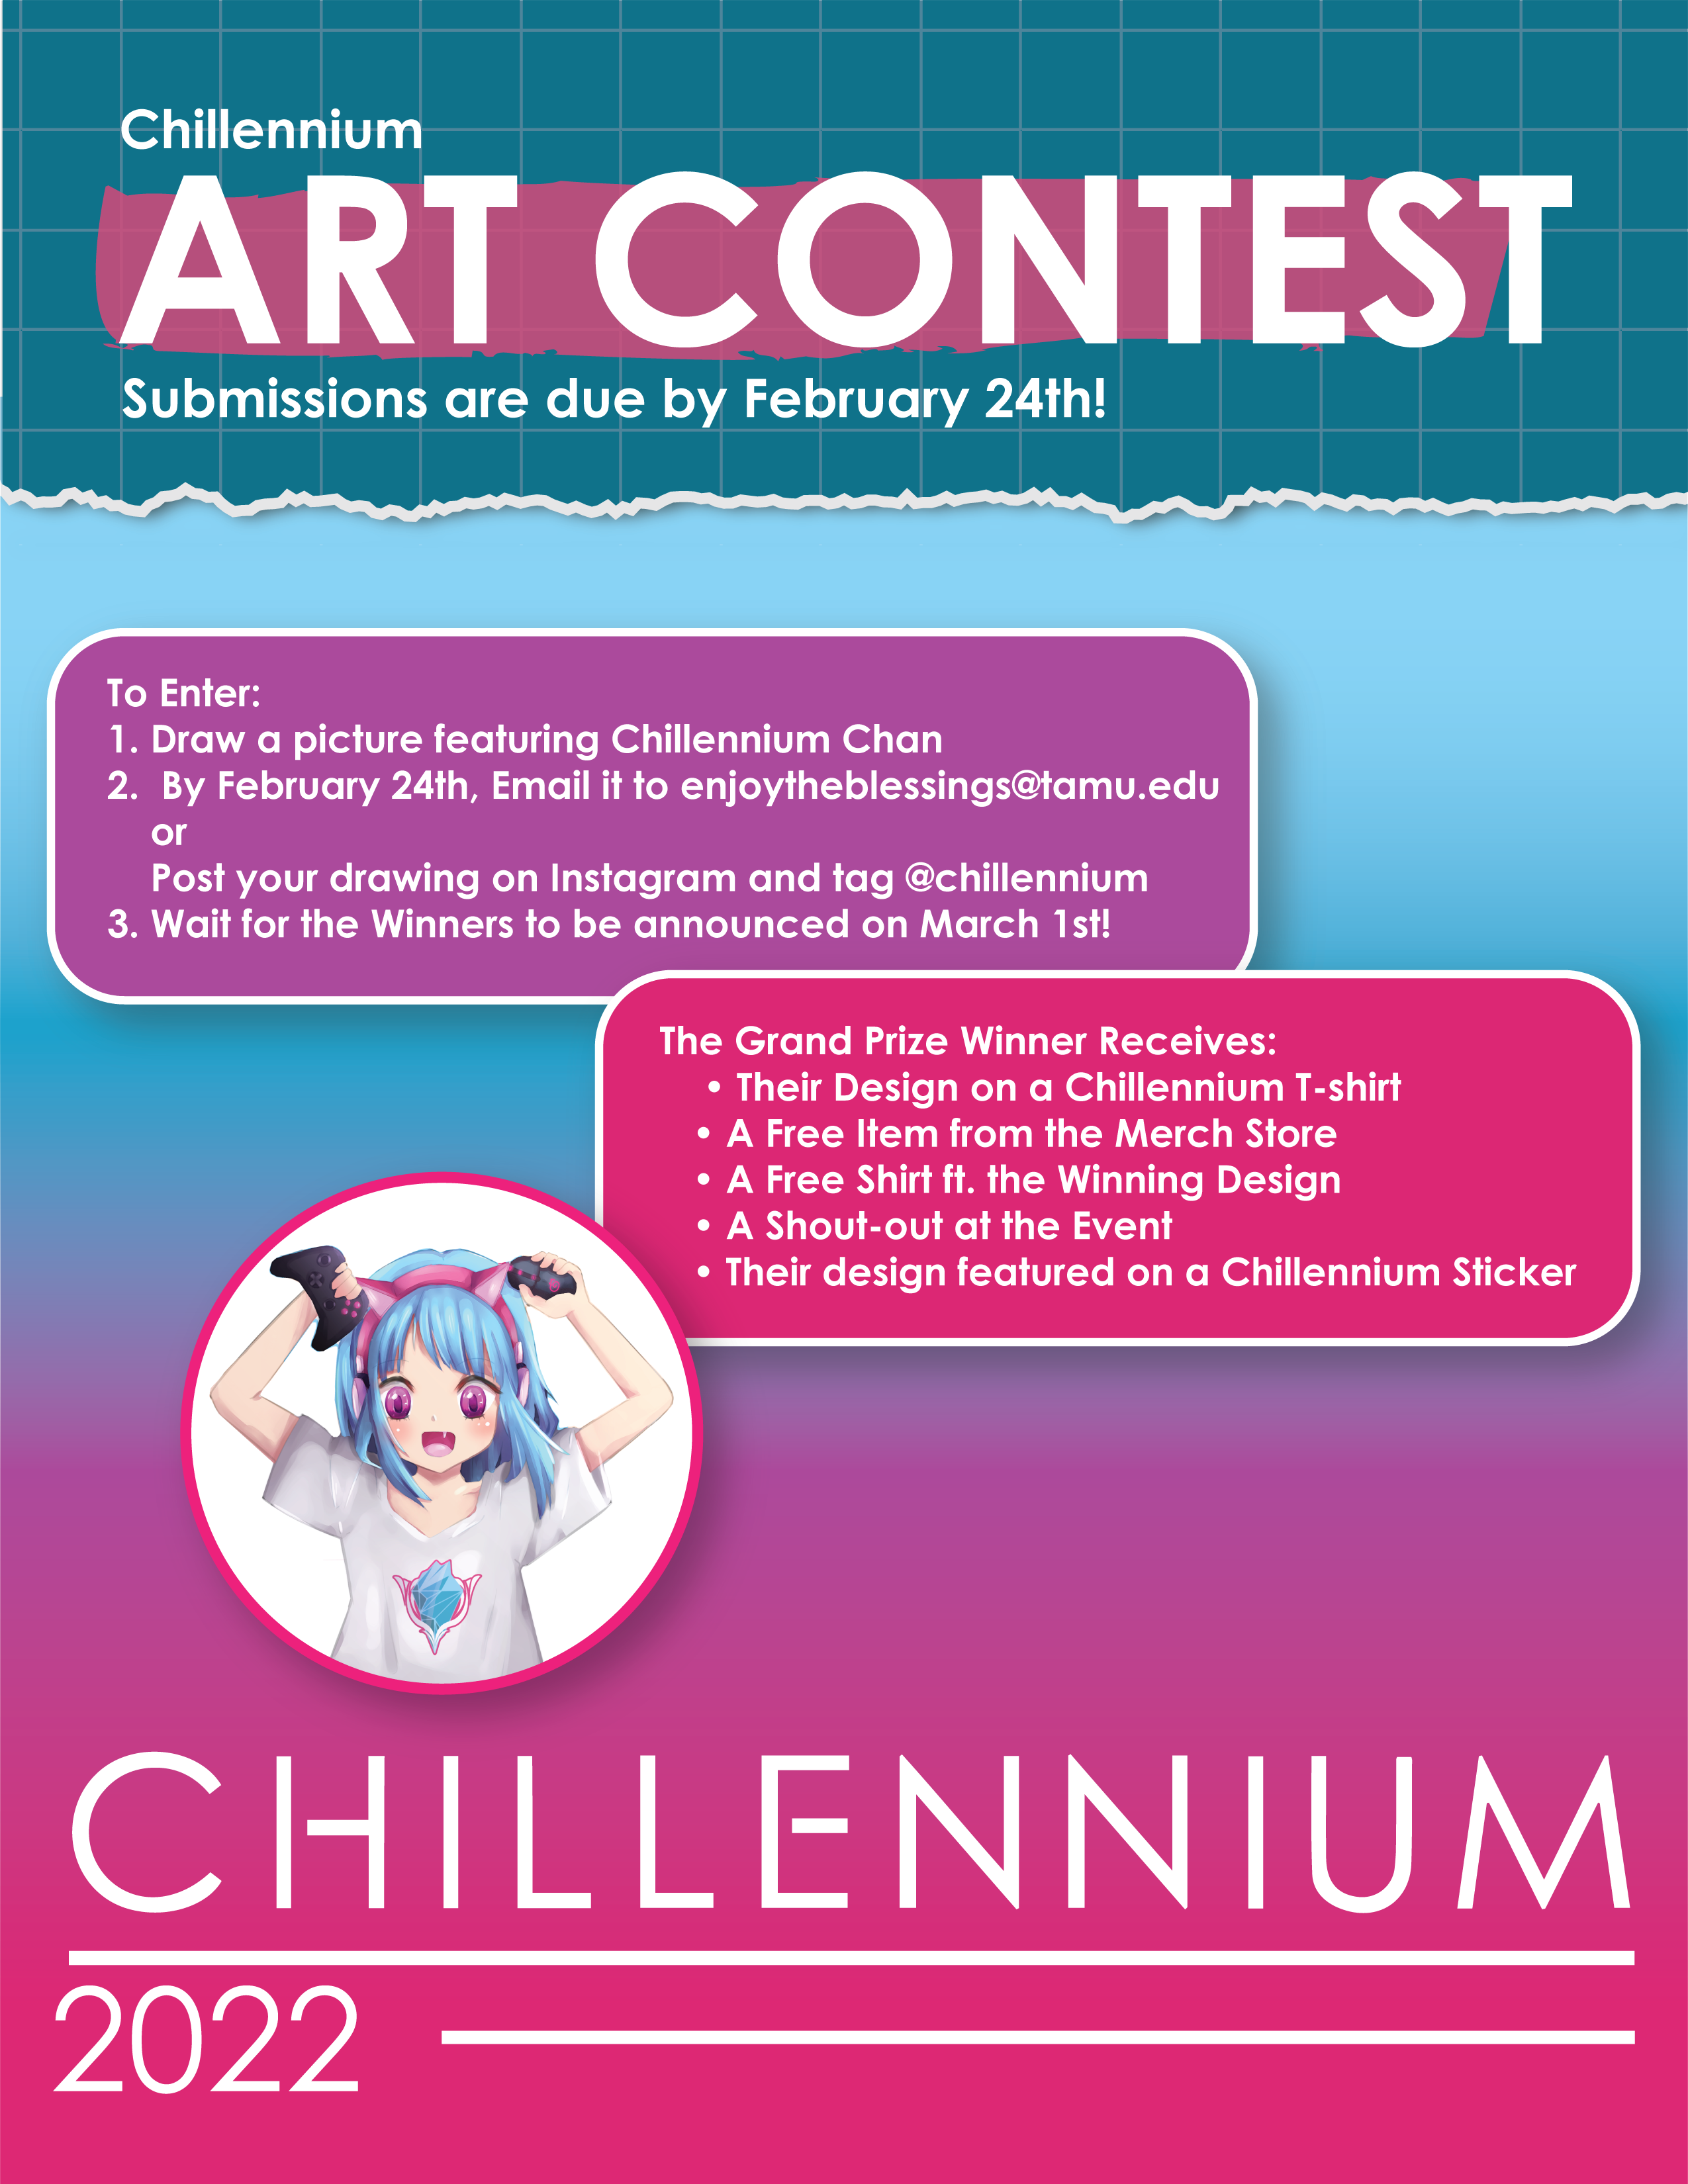 Chillennium
ART CONTEST
Submissions are due by February 24th!
To Enter:
1. Draw a picture featuring Chillennium Chan
2.  By February 24th, Email it to enjoytheblessings@tamu.edu
or
Post your drawing on Instagram and tag @chillennium
3. Wait for the Winners to be announced on March 1st!
The Grand Prize Winner Receives:
• Their Design on a Chillennium T-shirt
• A Free Item from the Merch Store
• A Free Shirt ft. the Winning Design
• A Shout-out at the Event
• Their design featured on a Chillennium Sticker
CHILLENNIUM
2022